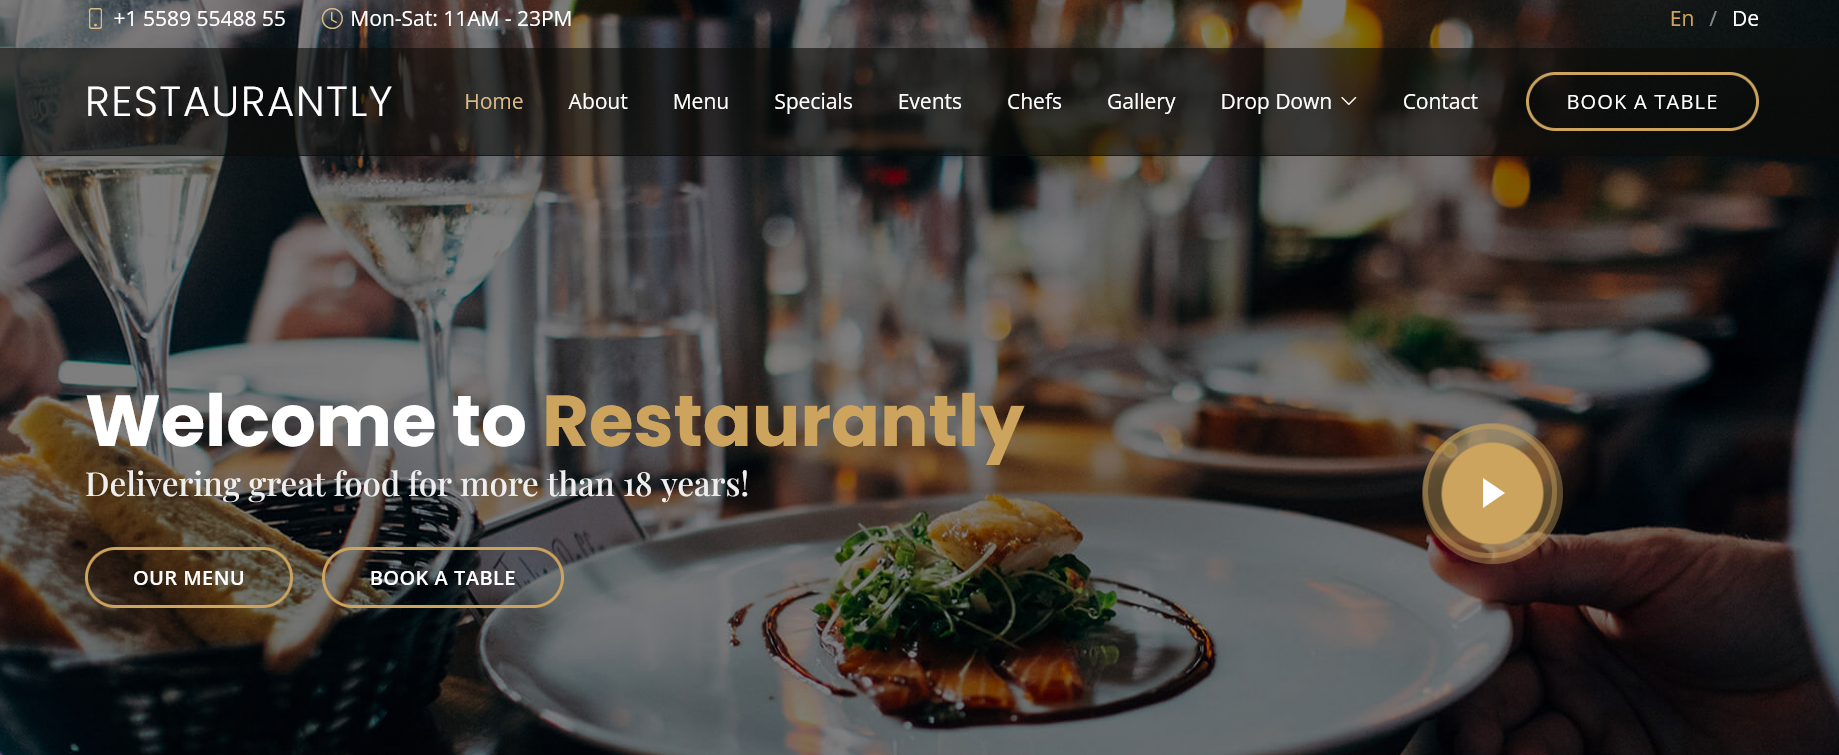 +1 5589 55488 55 Mon-Sat: 11AM - 23PM En / De
RESTAURANTLY Home About Menu Specials Events Chefs Gallery Drop Down Contact BOOK A TABLE
Welcome to Restaurantly
Delivering great food for more than 18 years!
OUR MENU BOOK A TABLE